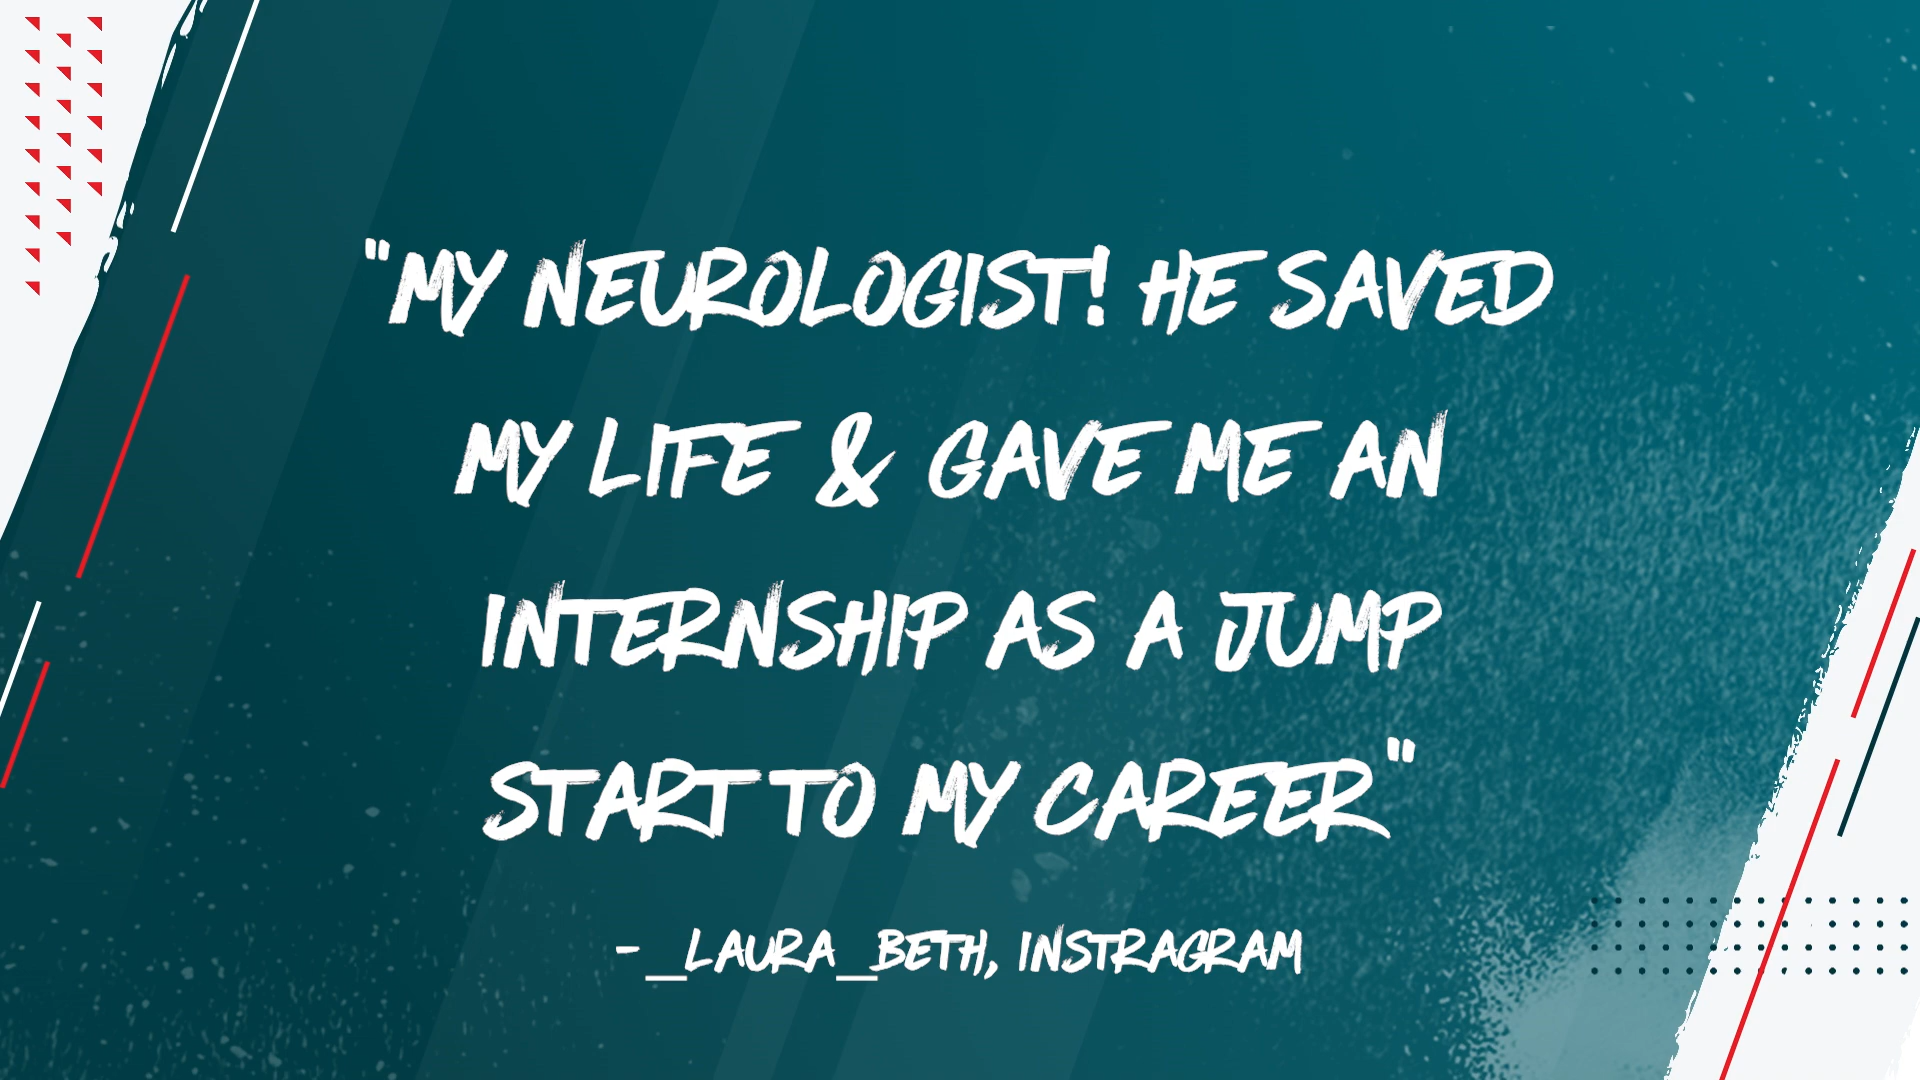 "MY NEUROLOGIST! HE SAVED
MY LIFE & GAVE ME AN
INTERNSHIP AS A JUMP
START TO MY CAREER"
- _LAURA_BETH, INSTRAGRAM